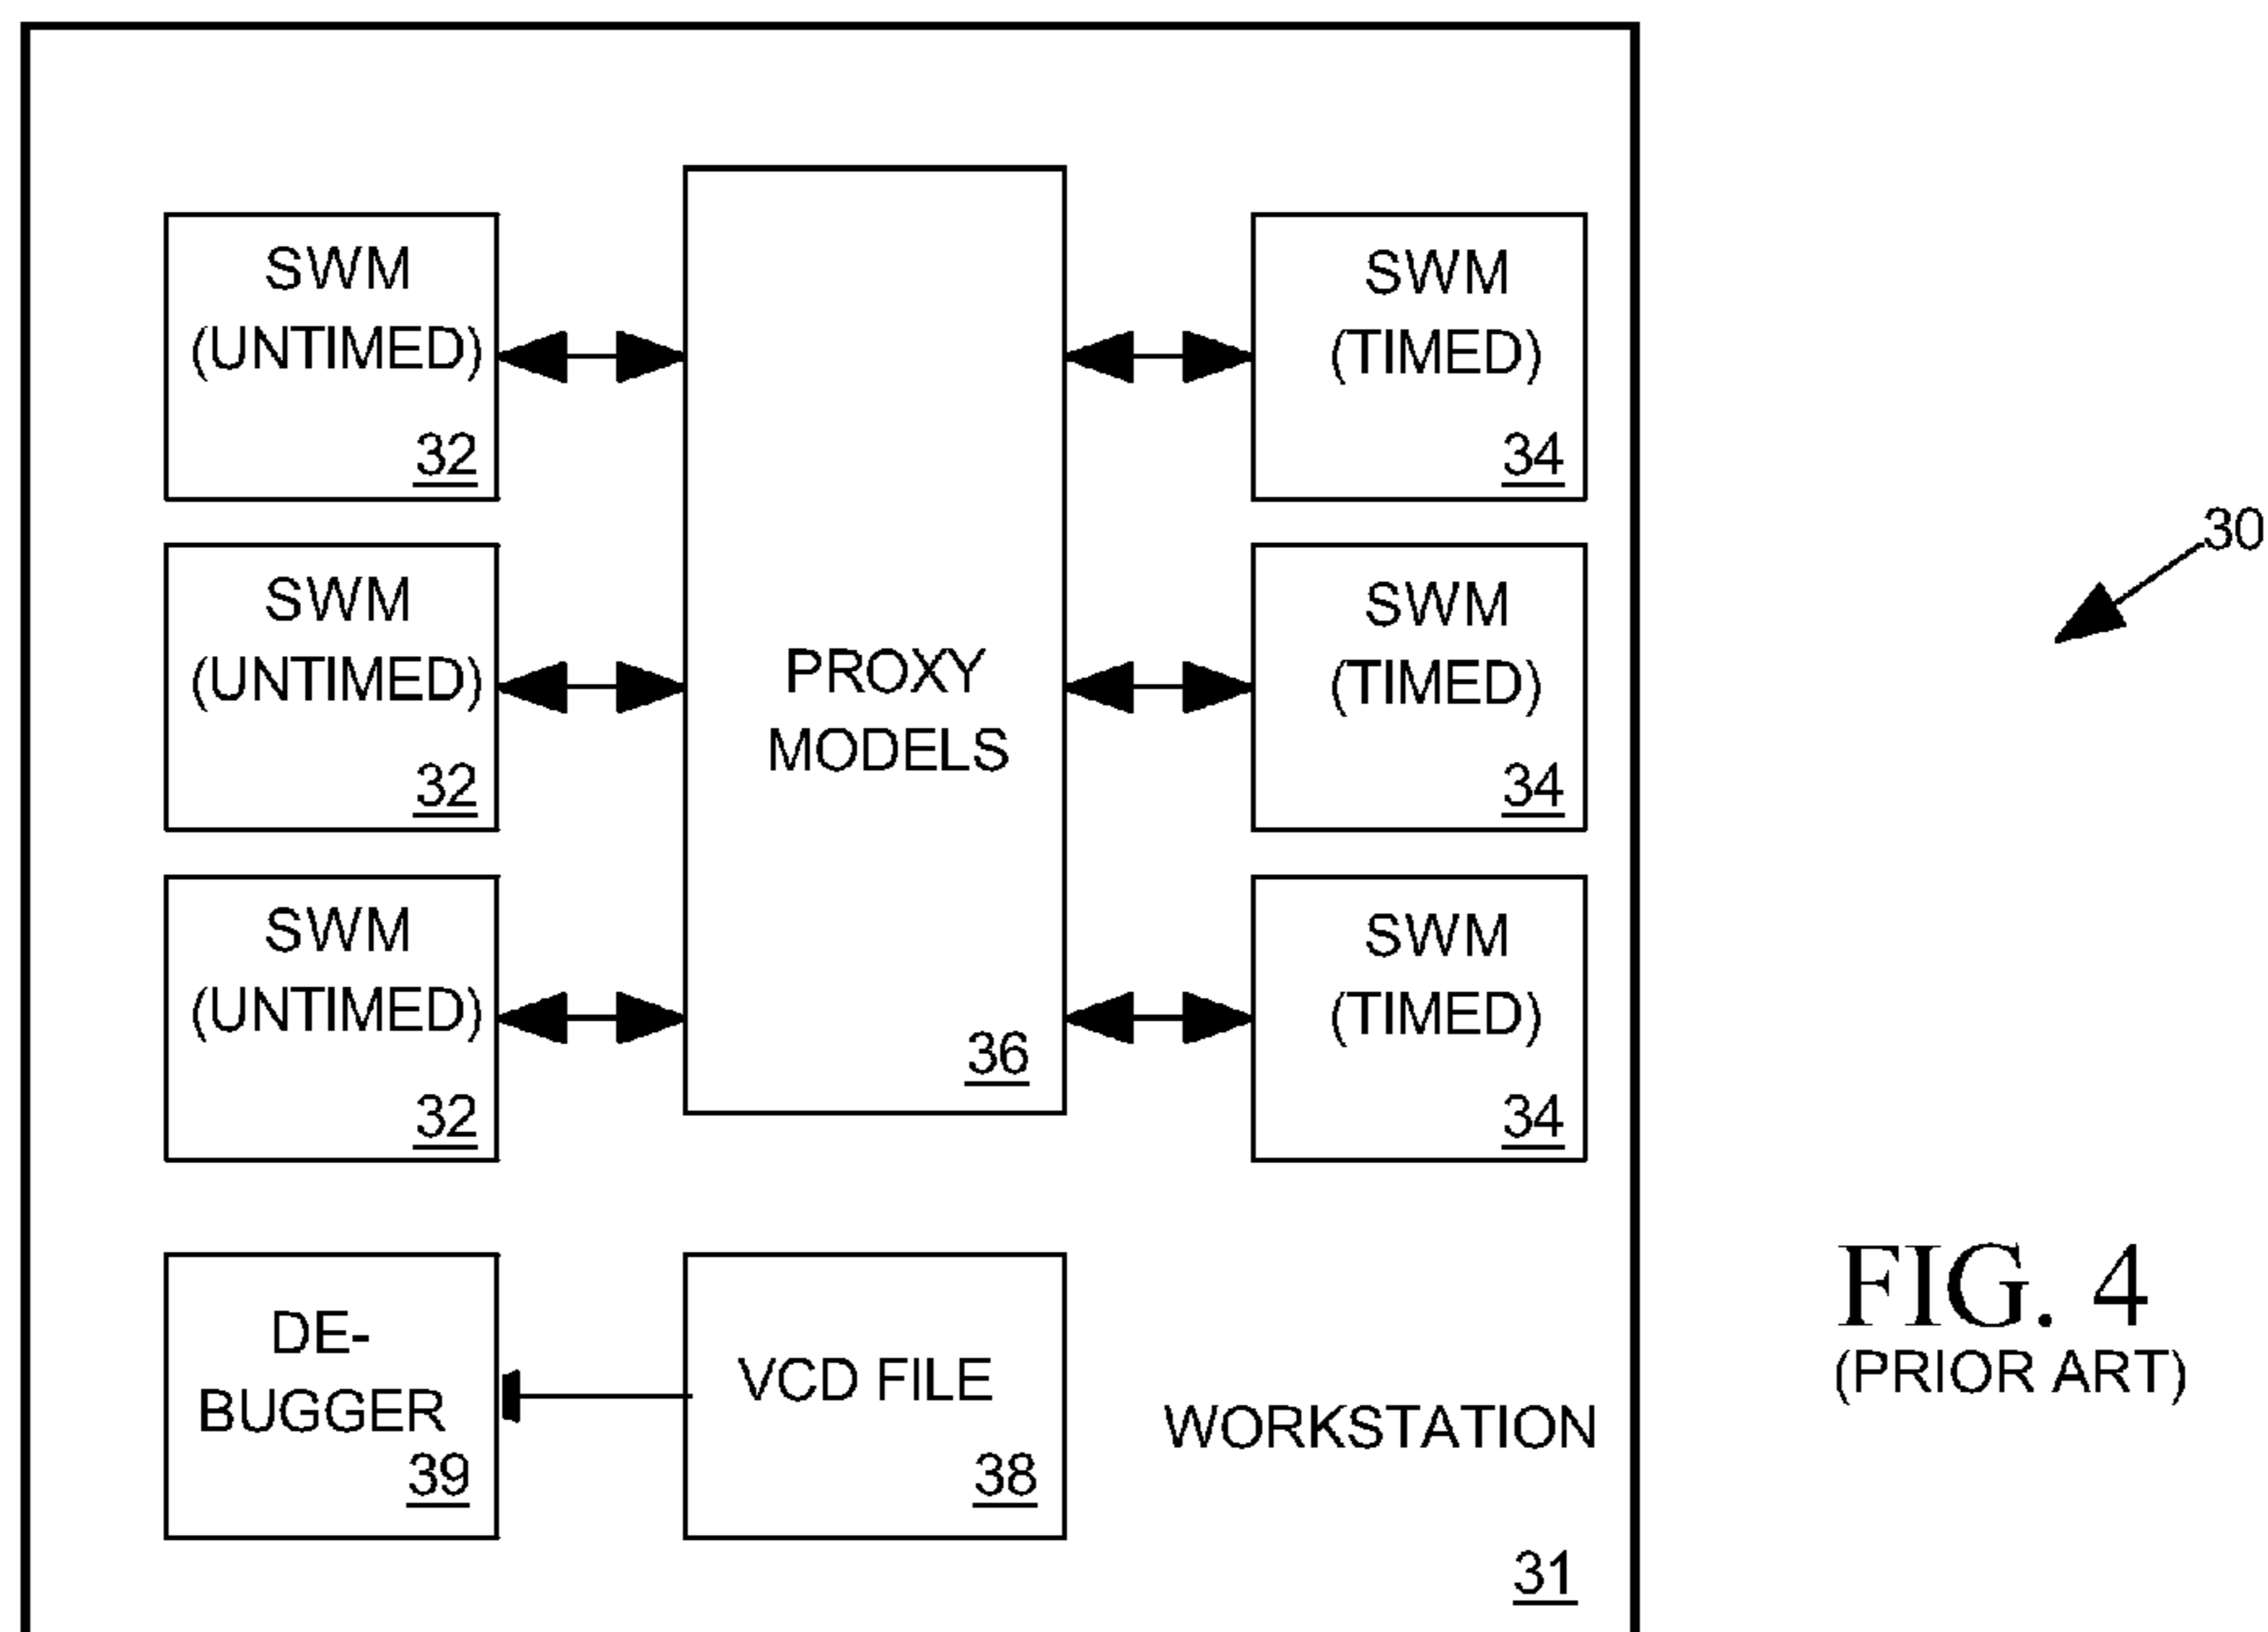 SWM
(UNTIMED)
32
SWM
(UNTIMED)
32
SWM
(UNTIMED)
32
PROXY
MODELS
36
SWM
(TIMED)
34
SWM
(TIMED)
34
SWM
(TIMED)
34
30
DE-
BUGGER
39
VCD FILE
38
WORKSTATION
31
FIG. 4
(PRIOR ART)